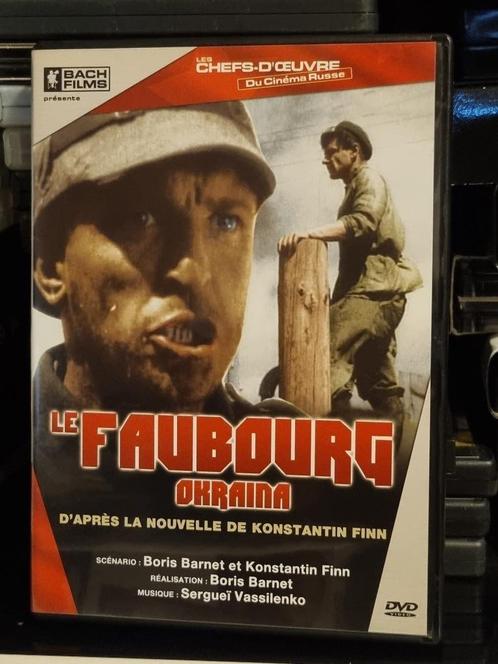 BACH
FILMS
présente
LES
CHEFS-D'ŒUVRE
Du Cinéma Russe
LE FAUBOURG
OKRAINA
D'APRÈS LA NOUVELLE DE KONSTANTIN FINN
SCÉNARIO : Boris Barnet et Konstantin Finn
RÉALISATION : Boris Barnet
MUSIQUE : Sergueï Vassilenko
DVD
VIDEO